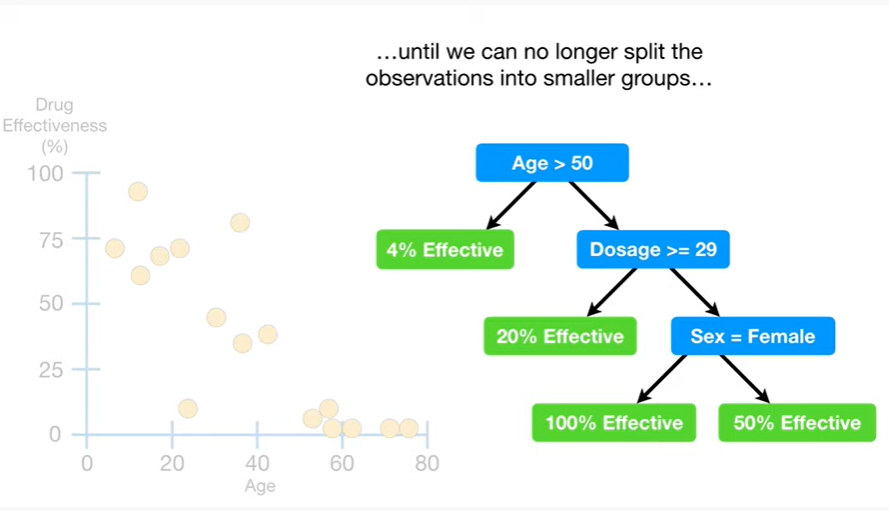 …until we can no longer split the
observations into smaller groups…
Drug
Effectiveness
(%)
100
75
50
25
0
0 20 40 60 80
Age
Age > 50
4% Effective
Dosage >= 29
20% Effective
Sex = Female
100% Effective
50% Effective